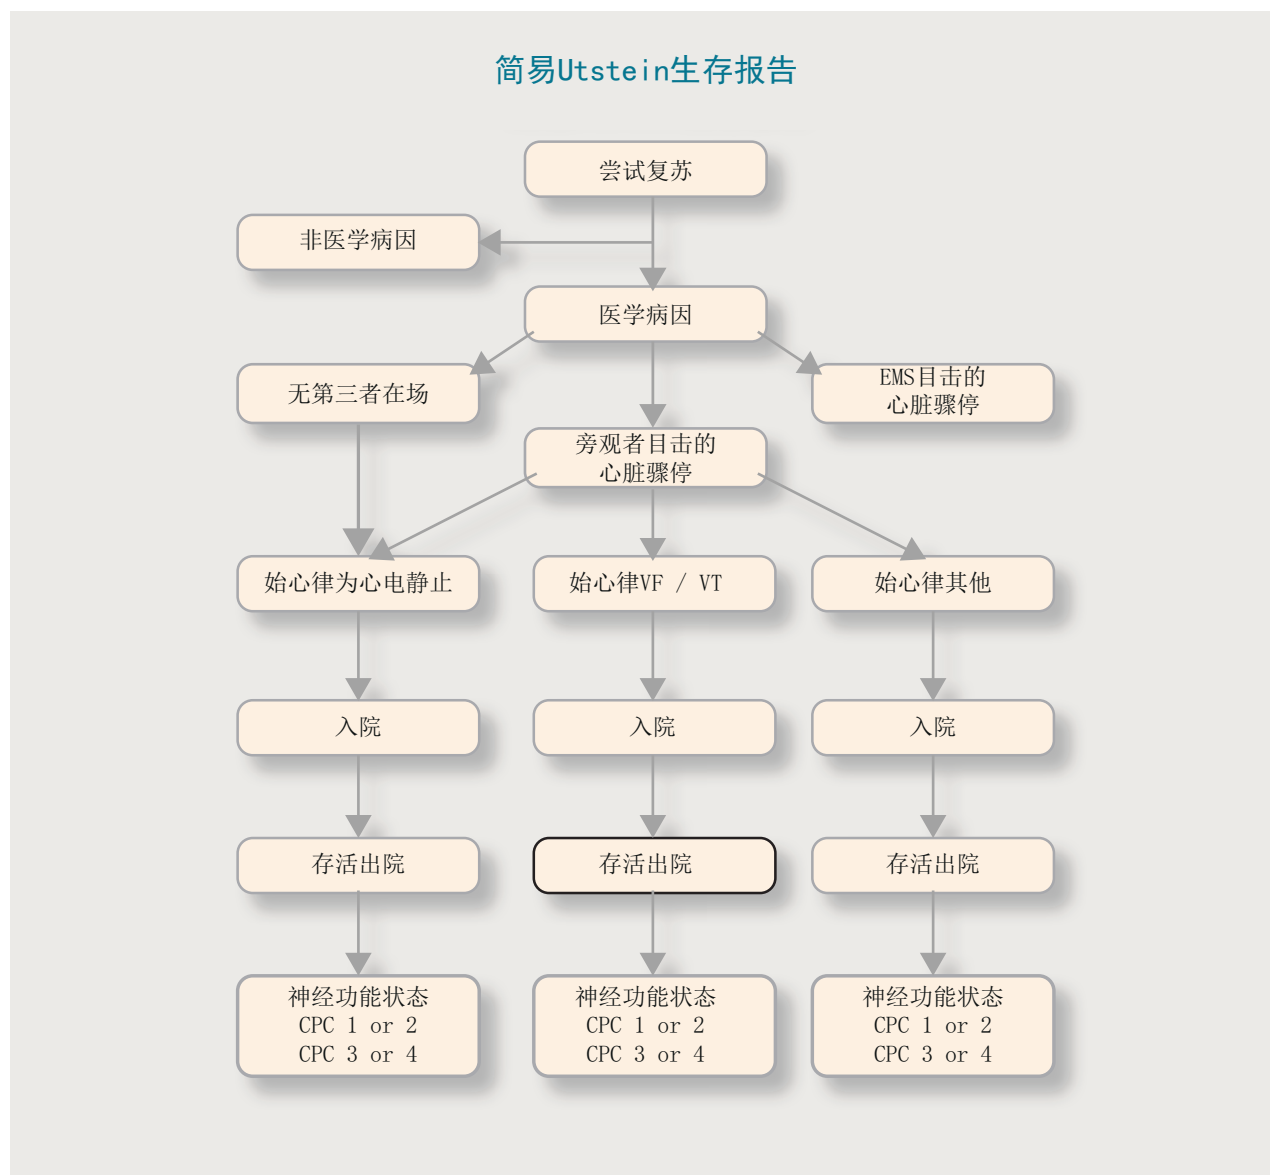 简易Utstein生存报告
尝试复苏
非医学病因
医学病因
无第三者在场
EMS目击的
心脏骤停
旁观者目击的
心脏骤停
始心律为心电静止
始心律VF / VT
始心律其他
入院
入院
入院
存活出院
存活出院
存活出院
神经功能状态
CPC 1 or 2
CPC 3 or 4
神经功能状态
CPC 1 or 2
CPC 3 or 4
神经功能状态
CPC 1 or 2
CPC 3 or 4